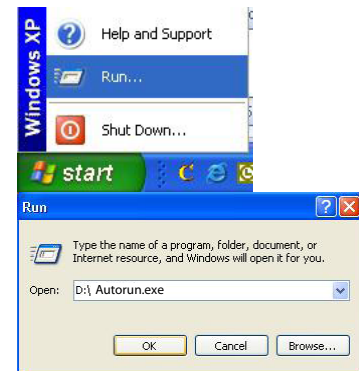 Windows XP
Help and Support
Run...
Shut Down...
start
Run
Type the name of a program, folder, document, or
Internet resource, and Windows will open it for you.
Open: D:\ Autorun.exe
OK Cancel Browse...